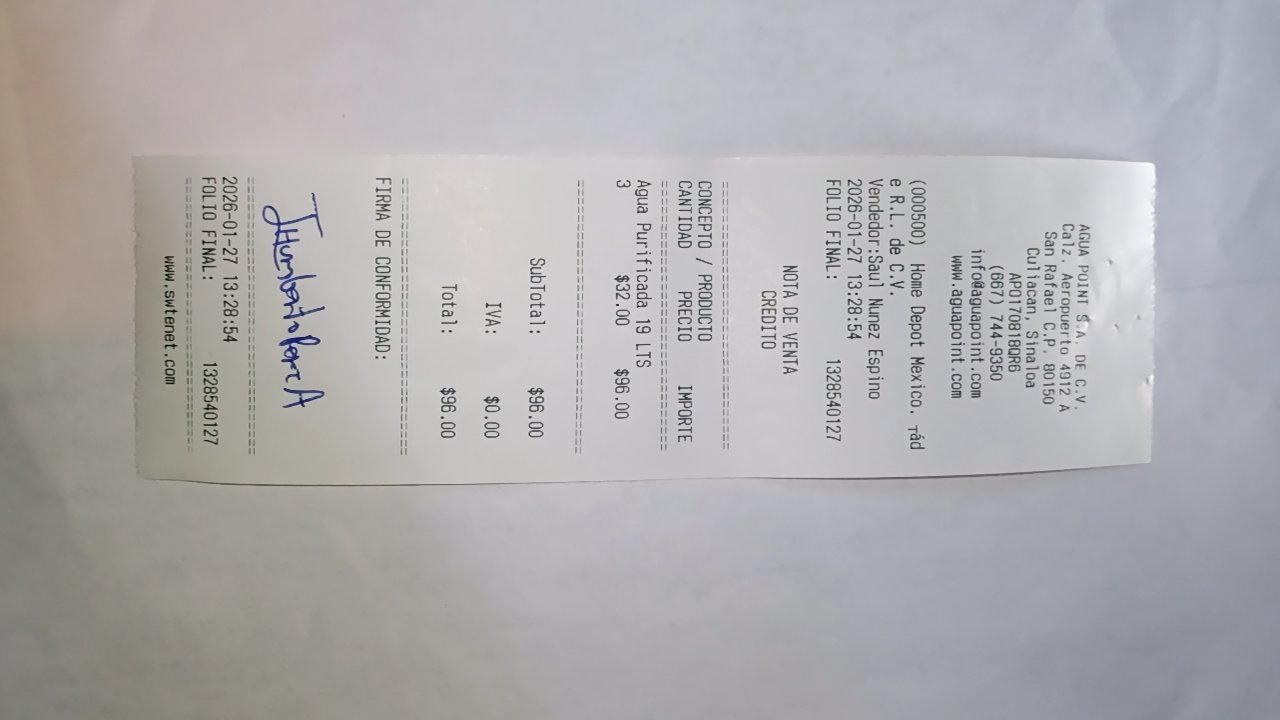 AGUA POINT S.A. DE C.V.
Calz. Aeropuerto 4912 A
San Rafael C.P. 80150
Culiacan, Sinaloa
APO170818QR6
(667) 744-9350
info@aguapoint.com
www.aguapoint.com
(000500) Home Depot Mexico. 
e R.L. de C.V.
Vendedor:Saul Nunez Espino
2026-01-27 13:28:54
FOLIO FINAL: 1328540127
NOTA DE VENTA
CREDITO
==============================
CONCEPTO / PRODUCTO
CANTIDAD PRECIO IMPORTE
==============================
Agua Purificada 19 LTS
3 $32.00 $96.00
==============================
SubTotal: $96.00
IVA: $0.00
Total: $96.00
==============================
FIRMA DE CONFORMIDAD:
==============================
2026-01-27 13:28:54
FOLIO FINAL: 1328540127
==============================
www.swtenet.com